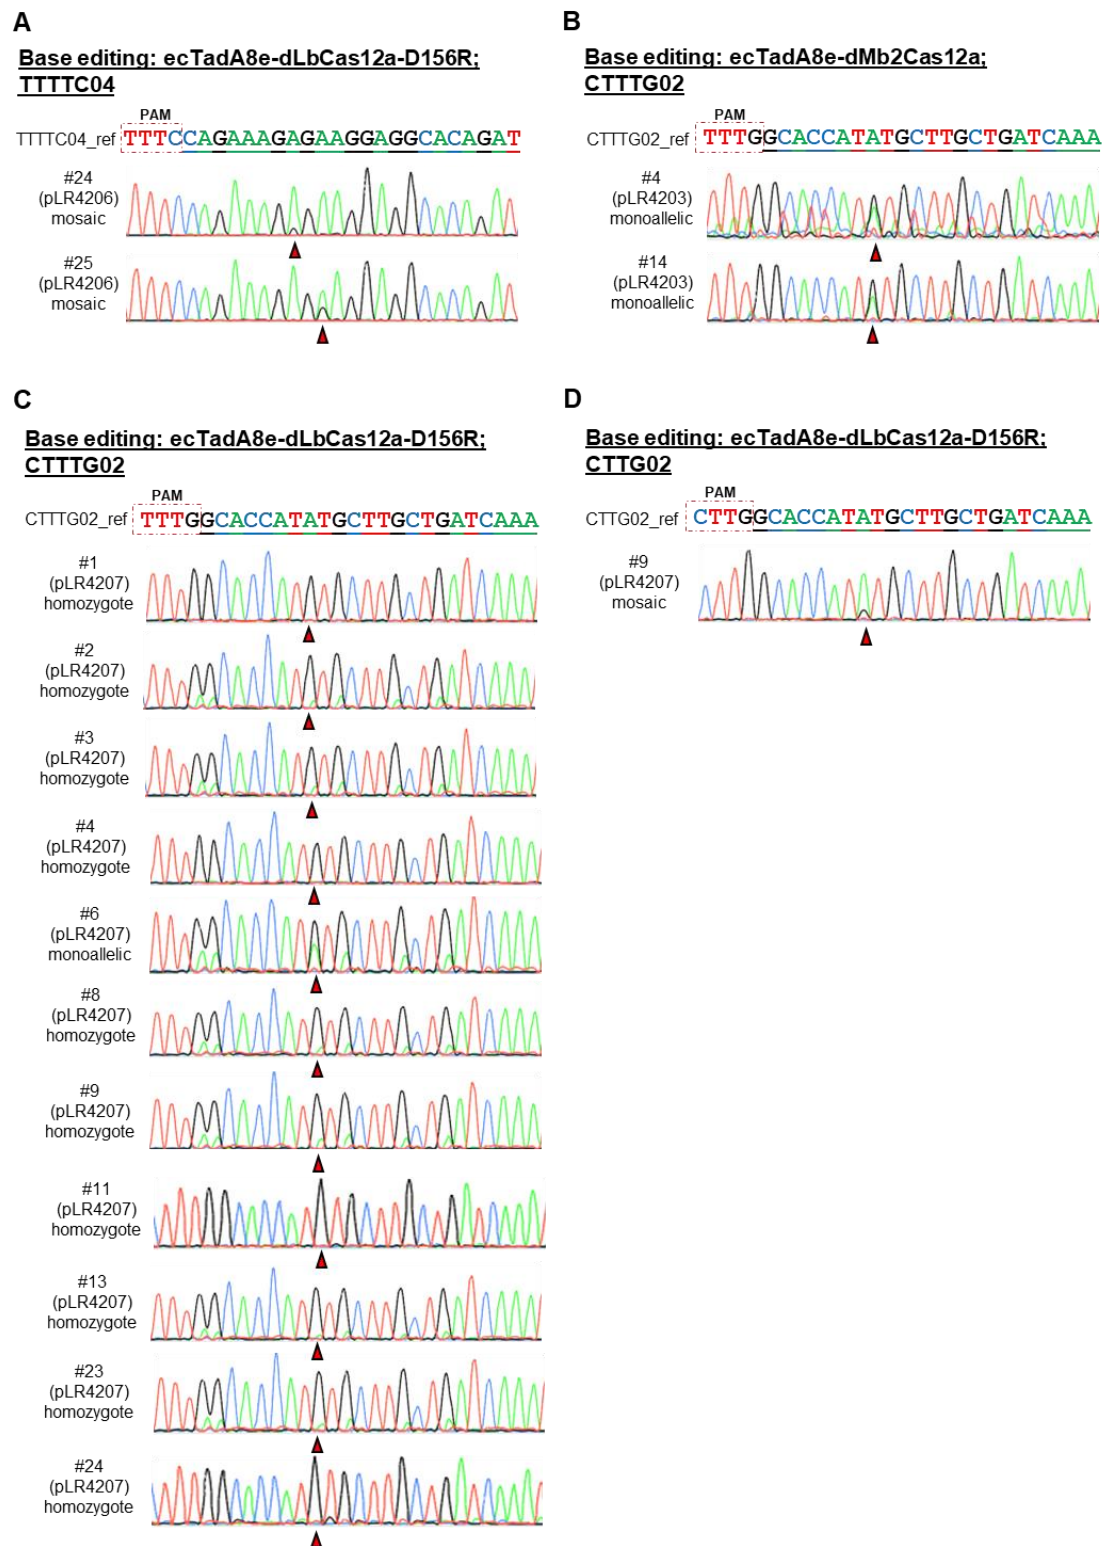 A
Base editing: ecTadA8e-dLbCas12a-D156R;
TTTTC04
PAM
TTTTC04_ref TTTCCAGAAAGAGAAGGAGGCACAGAT
#24
(pLR4206)
mosaic
#25
(pLR4206)
mosaic
B
Base editing: ecTadA8e-dMb2Cas12a;
CTTTG02
PAM
CTTTG02_ref TTTGGCACCATATGCTTGCTGATCAAA
#4
(pLR4203)
monoallelic
#14
(pLR4203)
monoallelic
C
Base editing: ecTadA8e-dLbCas12a-D156R;
CTTTG02
PAM
CTTTG02_ref TTTGGCACCATATGCTTGCTGATCAAA
#1
(pLR4207)
homozygote
#2
(pLR4207)
homozygote
#3
(pLR4207)
homozygote
#4
(pLR4207)
homozygote
#6
(pLR4207)
monoallelic
#8
(pLR4207)
homozygote
#9
(pLR4207)
homozygote
#11
(pLR4207)
homozygote
#13
(pLR4207)
homozygote
#23
(pLR4207)
homozygote
#24
(pLR4207)
homozygote
D
Base editing: ecTadA8e-dLbCas12a-D156R;
CTTG02
PAM
CTTG02_ref CTTGGCACCATATGCTTGCTGATCAAA
#9
(pLR4207)
mosaic